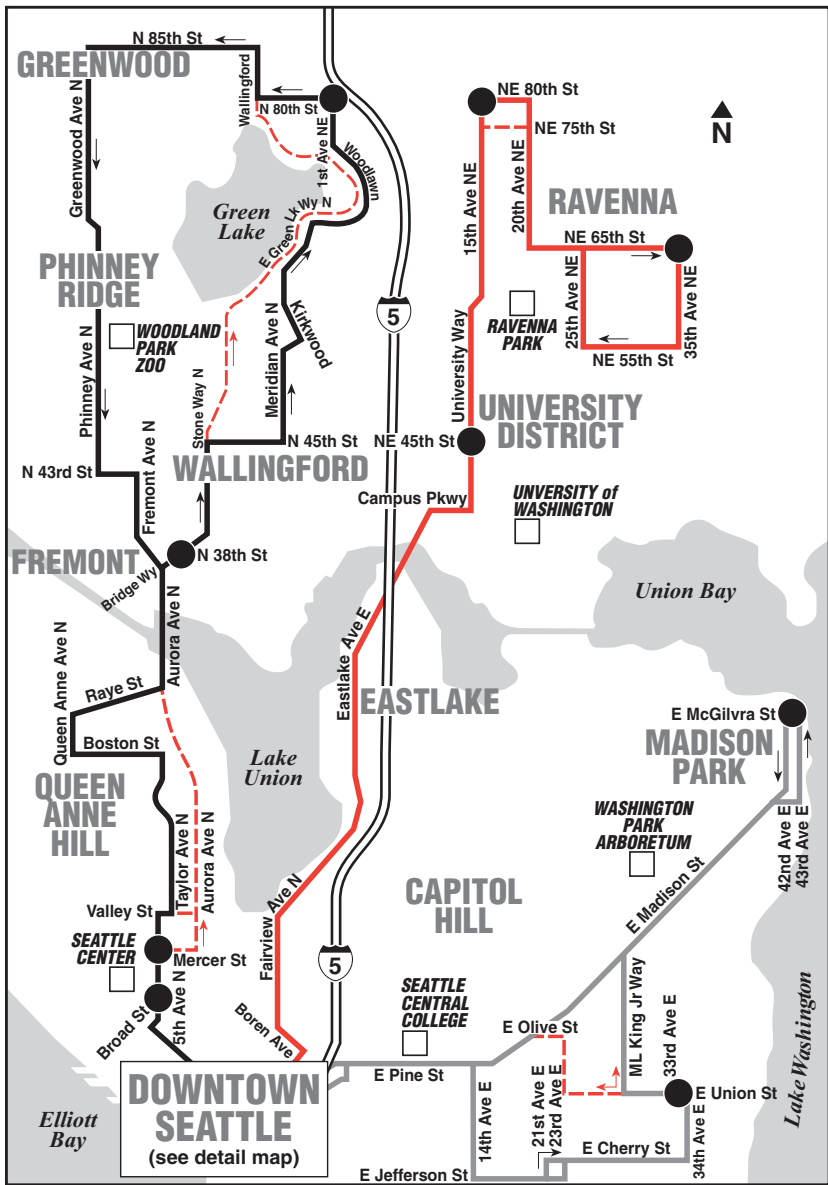 N 85th St
GREENWOOD
Wallingford
N 80th St
Greenwood Ave N
1st Ave NE
Woodlawn
Green
Lake
E Green Lk Wy N
PHINNEY
RIDGE
WOODLAND
PARK
ZOO
Phinney Ave N
Stone Way N
Meridian Ave N
Kirkwood
5
NE 80th St
NE 75th St
N
15th Ave NE
20th Ave NE
RAVENNA
NE 65th St
RAVENNA
PARK
25th Ave NE
35th Ave NE
NE 55th St
University Way
UNIVERSITY
DISTRICT
N 45th St
NE 45th St
WALLINGFORD
N 43rd St
Fremont Ave N
Campus Pkwy
UNVERSITY of
WASHINGTON
FREMONT
N 38th St
Bridge Wy
Aurora Ave N
Union Bay
Eastlake Ave E
EASTLAKE
Queen Anne Ave N
Raye St
Boston St
QUEEN
ANNE
HILL
Lake
Union
E McGilvra St
MADISON
PARK
WASHINGTON
PARK
ARBORETUM
42nd Ave E
43rd Ave E
Taylor Ave N
Aurora Ave N
Valley St
SEATTLE
CENTER
Mercer St
5th Ave N
Broad St
Fairview Ave N
Boren Ave
5
CAPITOL
HILL
E Madison St
SEATTLE
CENTRAL
COLLEGE
E Olive St
ML King Jr Way
33rd Ave E
Lake Washington
E Pine St
E Union St
14th Ave E
21st Ave E
23rd Ave E
34th Ave E
E Cherry St
E Jefferson St
Elliott
Bay
DOWNTOWN
SEATTLE
(see detail map)